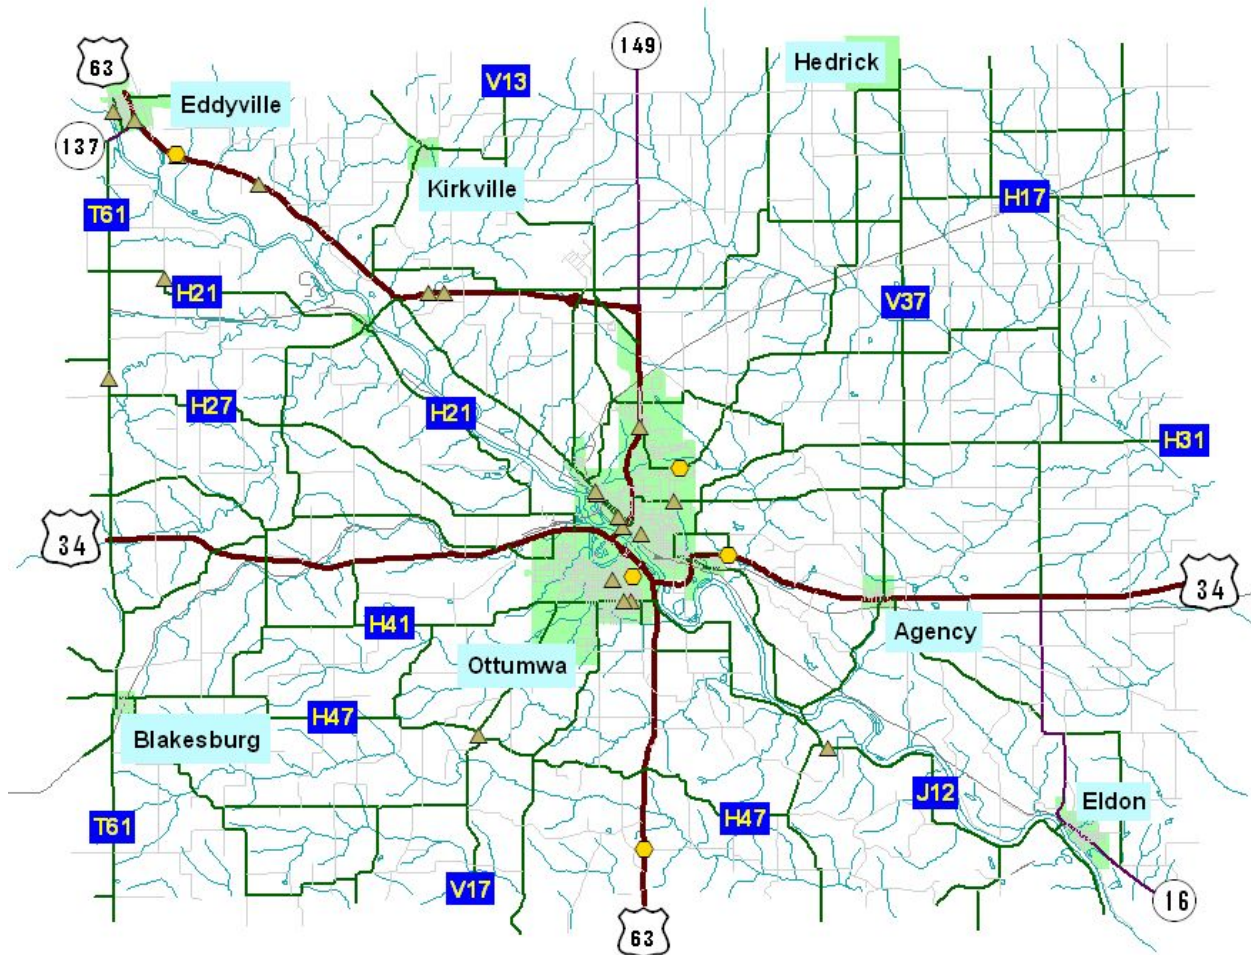 149
63
Hedrick
V13
Eddyville
137
Kirkville
H17
T61
H21
V37
H27
H21
H31
34
34
H41
Agency
Ottumwa
H47
Blakesburg
J12
Eldon
T61
H47
V17
16
63